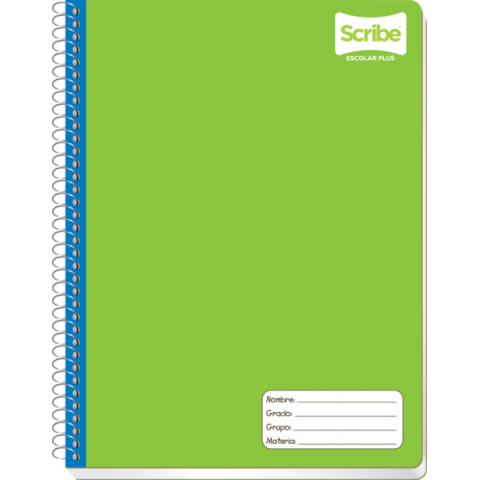 Scribe
ESCOLAR PLUS
Nombre:
Grado:
Grupo:
Materia: